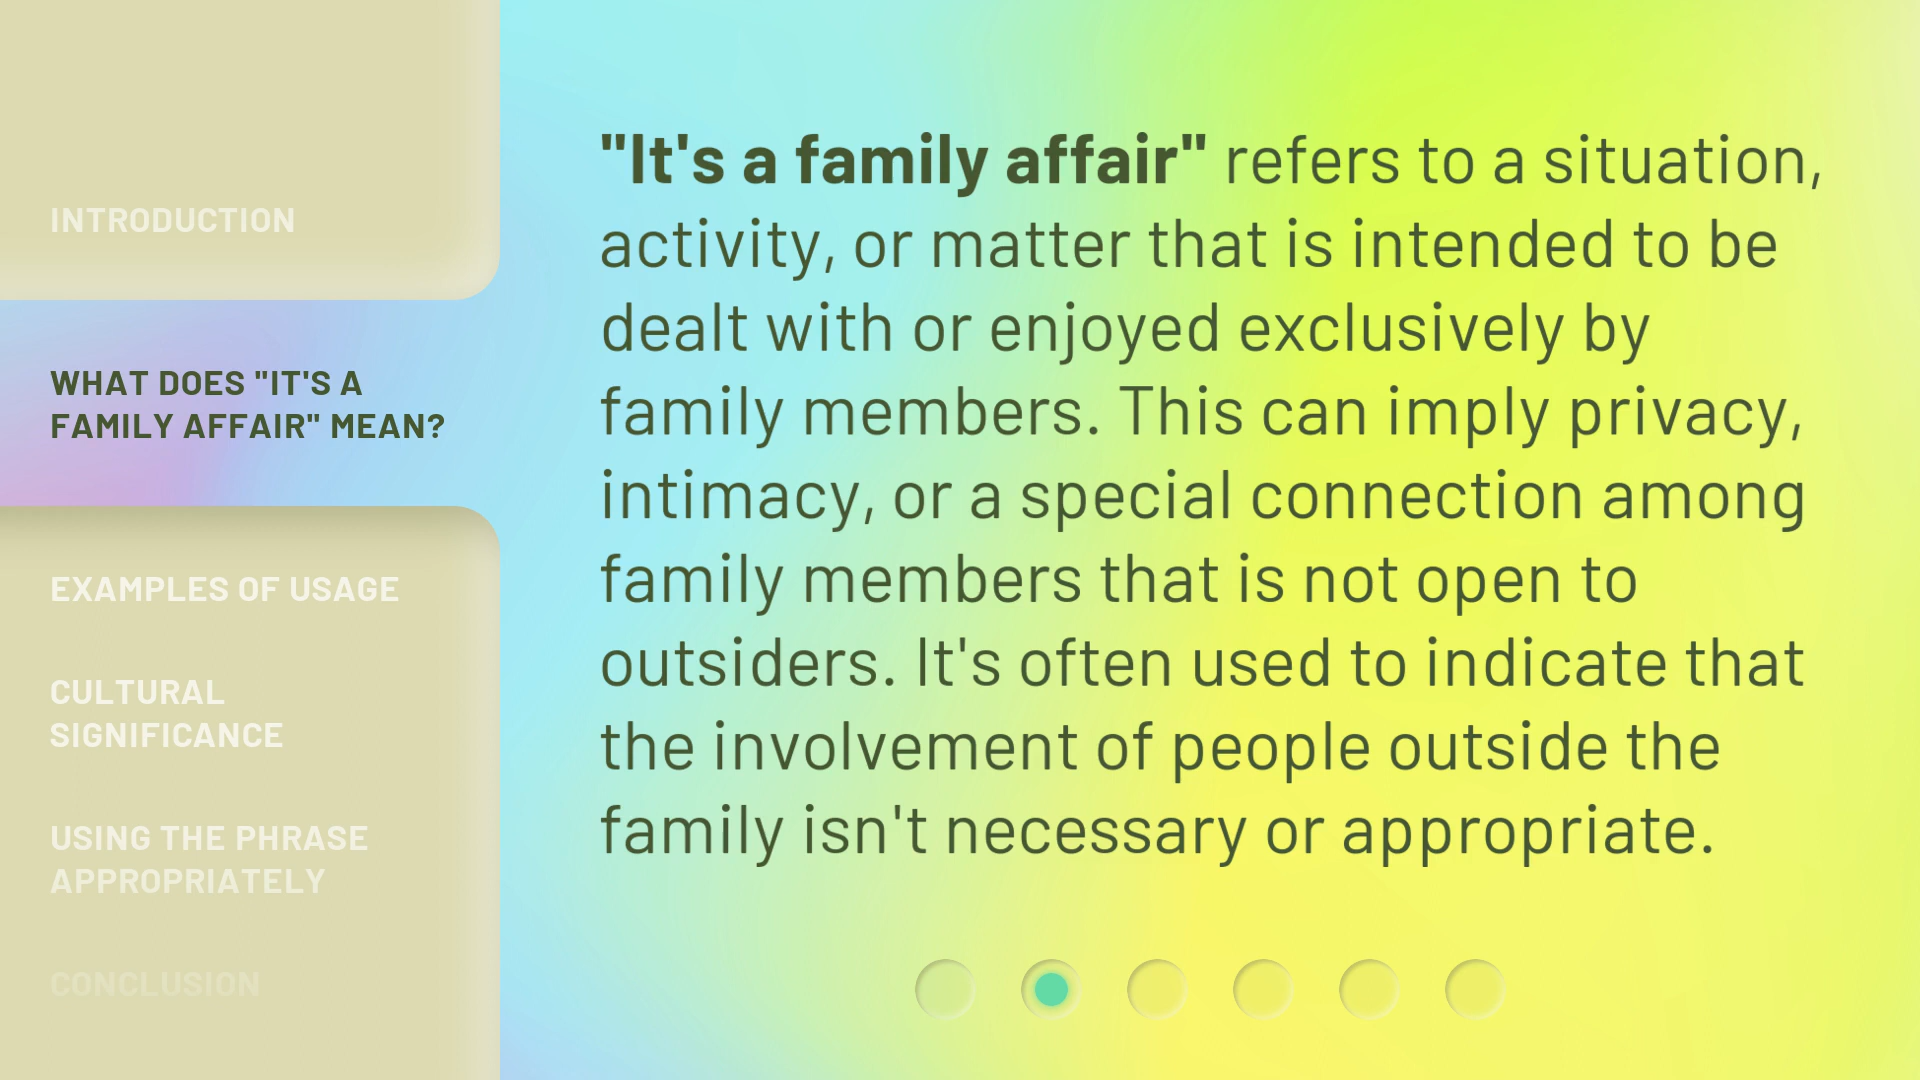 INTRODUCTION
WHAT DOES "IT'S A
FAMILY AFFAIR" MEAN?
EXAMPLES OF USAGE
CULTURAL
SIGNIFICANCE
USING THE PHRASE
APPROPRIATELY
CONCLUSION
"It's a family affair" refers to a situation,
activity, or matter that is intended to be
dealt with or enjoyed exclusively by
family members. This can imply privacy,
intimacy, or a special connection among
family members that is not open to
outsiders. It's often used to indicate that
the involvement of people outside the
family isn't necessary or appropriate.